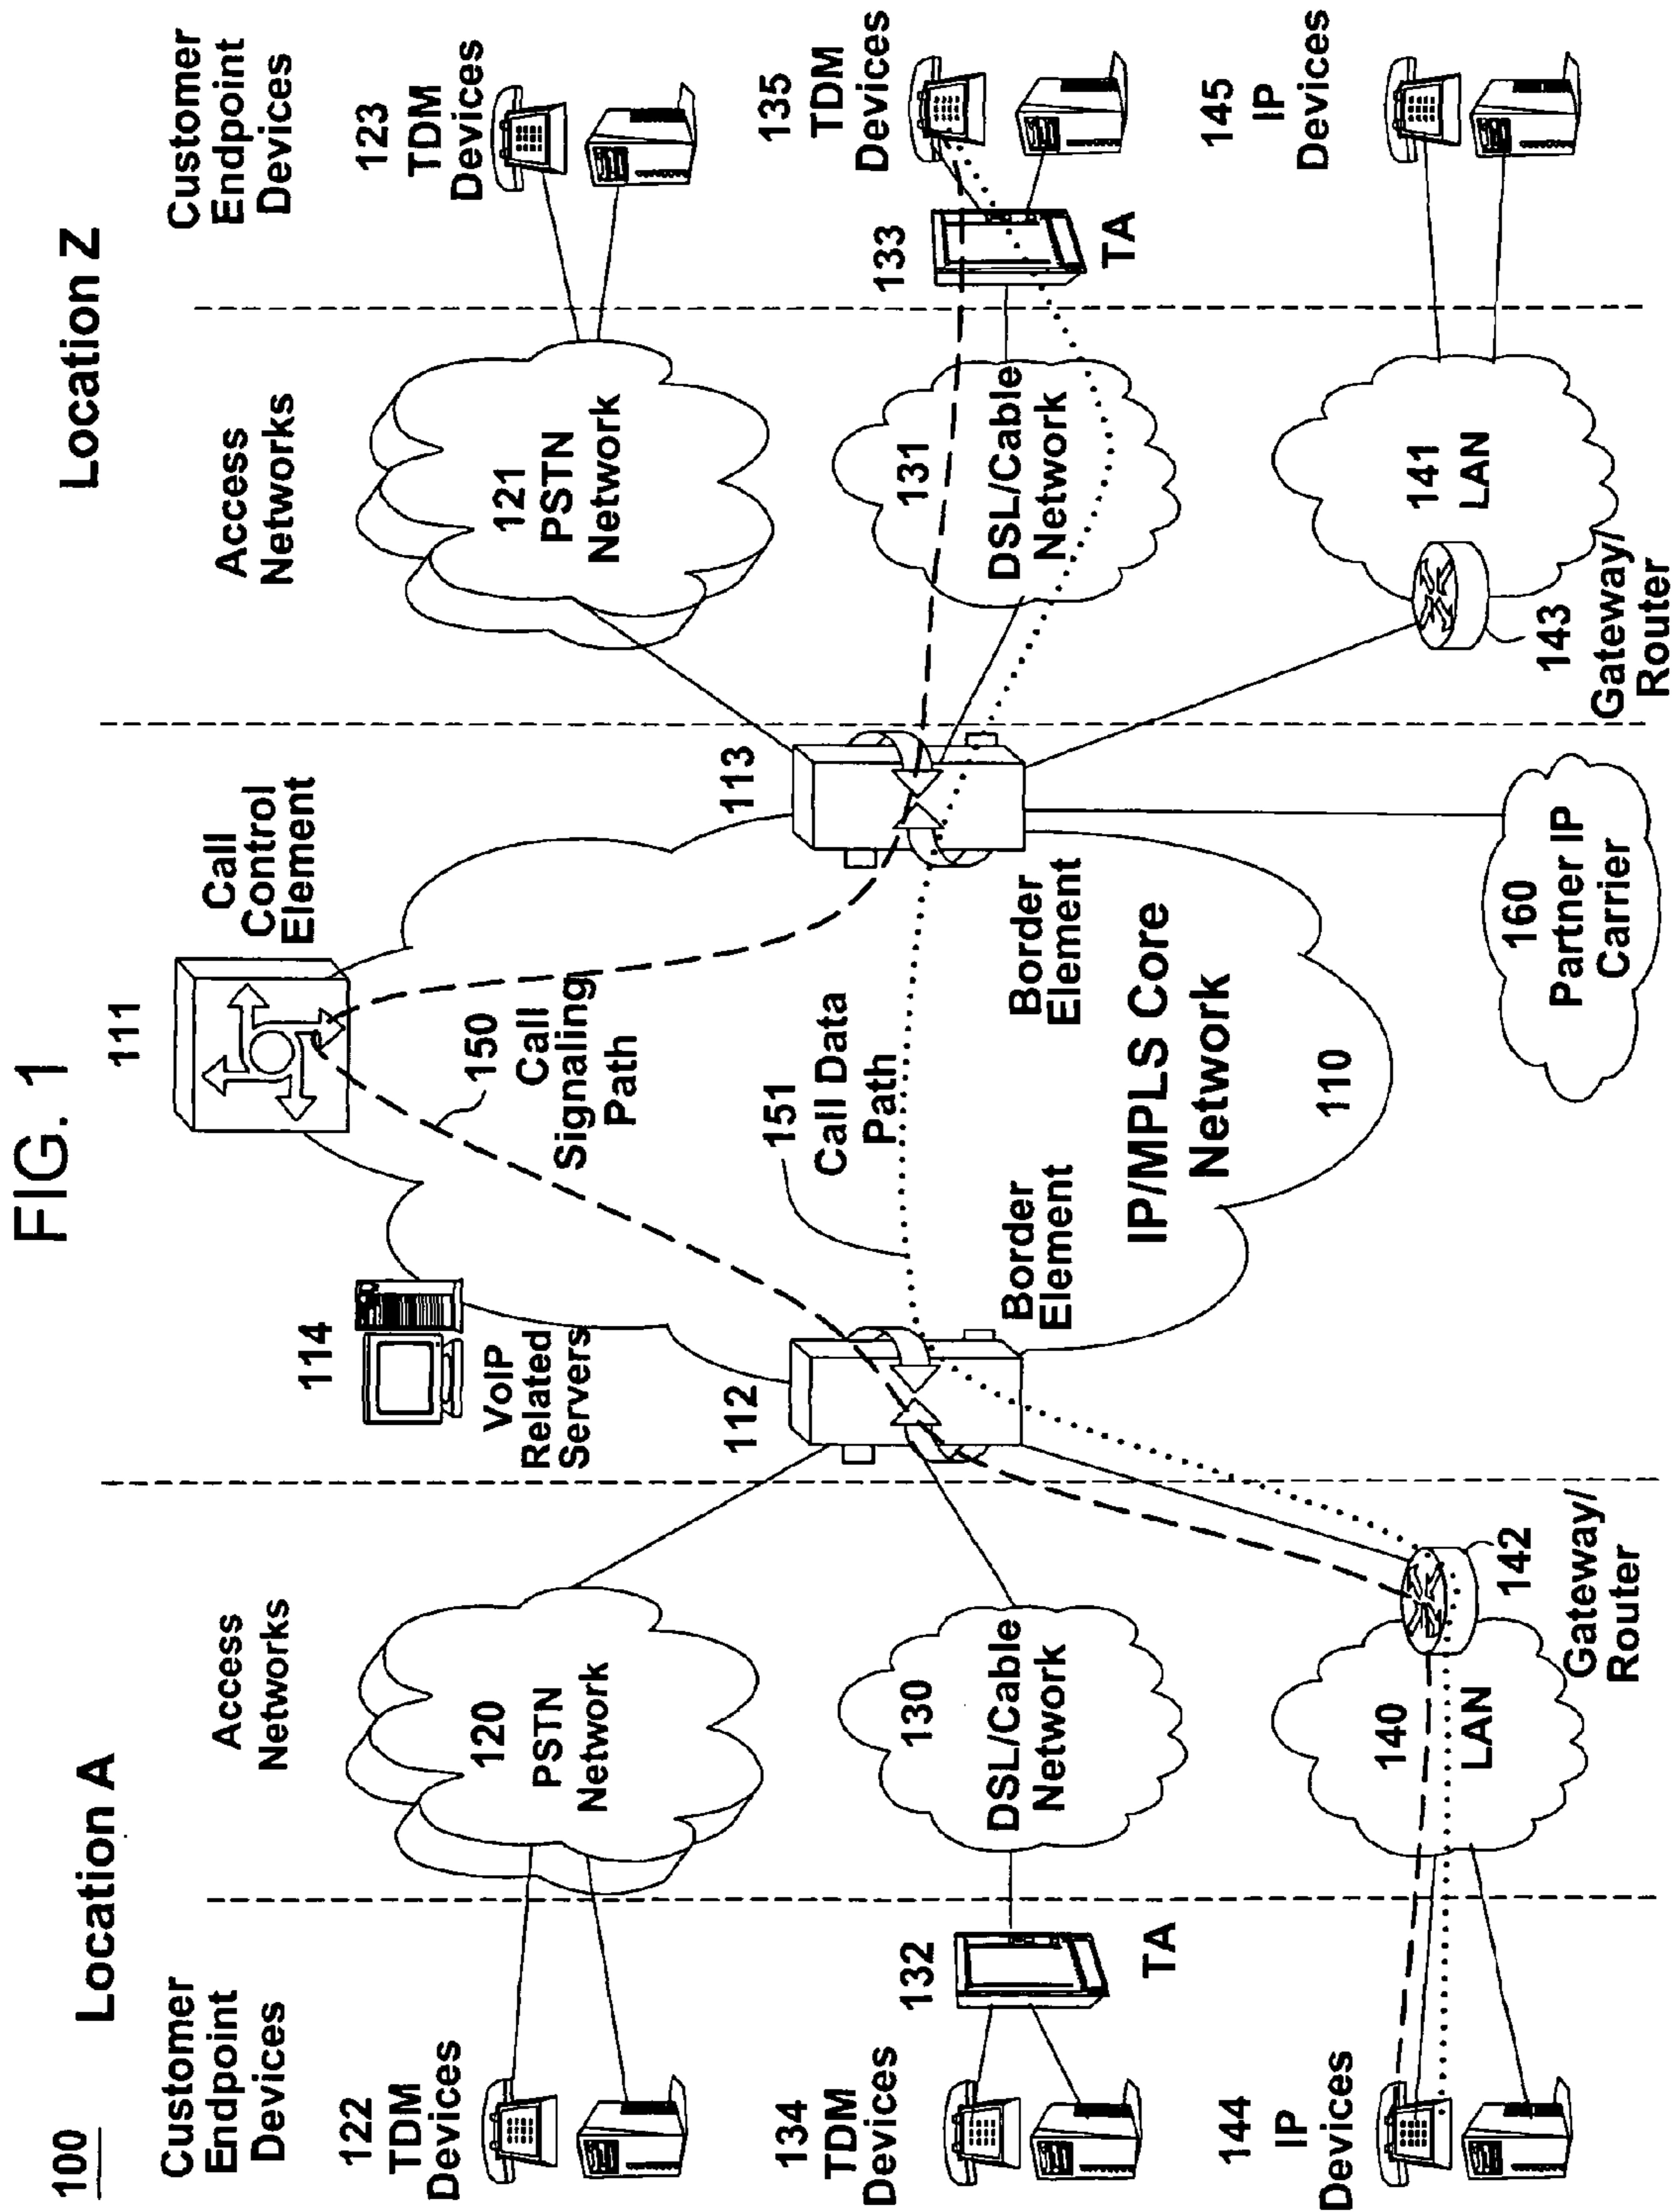 FIG. 1
100
Location A
Location Z
Customer
Endpoint
Devices
Access
Networks
114
VoIP
Related
Servers
111
Call
Control
Element
Access
Networks
Customer
Endpoint
Devices
122
TDM
Devices
120
PSTN
Network
112
113
121
PSTN
Network
123
TDM
Devices
150
Call
Signaling
Path
151
Call Data
Path
134
TDM
Devices
132
TA
130
DSL/Cable
Network
Border
Element
Border
Element
131
DSL/Cable
Network
133
TA
135
TDM
Devices
IP/MPLS Core
Network
110
144
IP
Devices
140
LAN
142
Gateway/
Router
160
Partner IP
Carrier
143
Gateway/
Router
141
LAN
145
IP
Devices